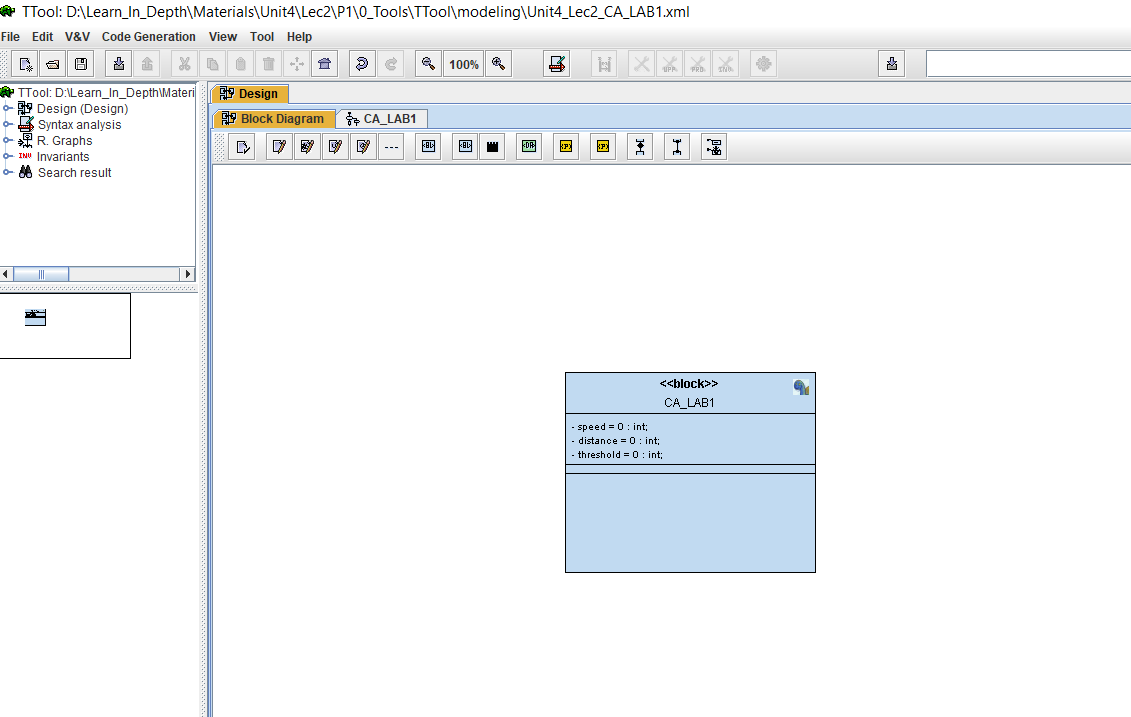 TTool: D:\Learn_In_Depth\Materials\Unit4\Lec2\P1\0_Tools\TTool\modeling\Unit4_Lec2_CA_LAB1.xml
File Edit V&V Code Generation View Tool Help
100%
TTool: D:\Learn_In_Depth\Materi
Design (Design)
Syntax analysis
R. Graphs
INV Invariants
Search result
Design
Block Diagram CA_LAB1
<<block>>
CA_LAB1
- speed = 0 : int;
- distance = 0 : int;
- threshold = 0 : int;